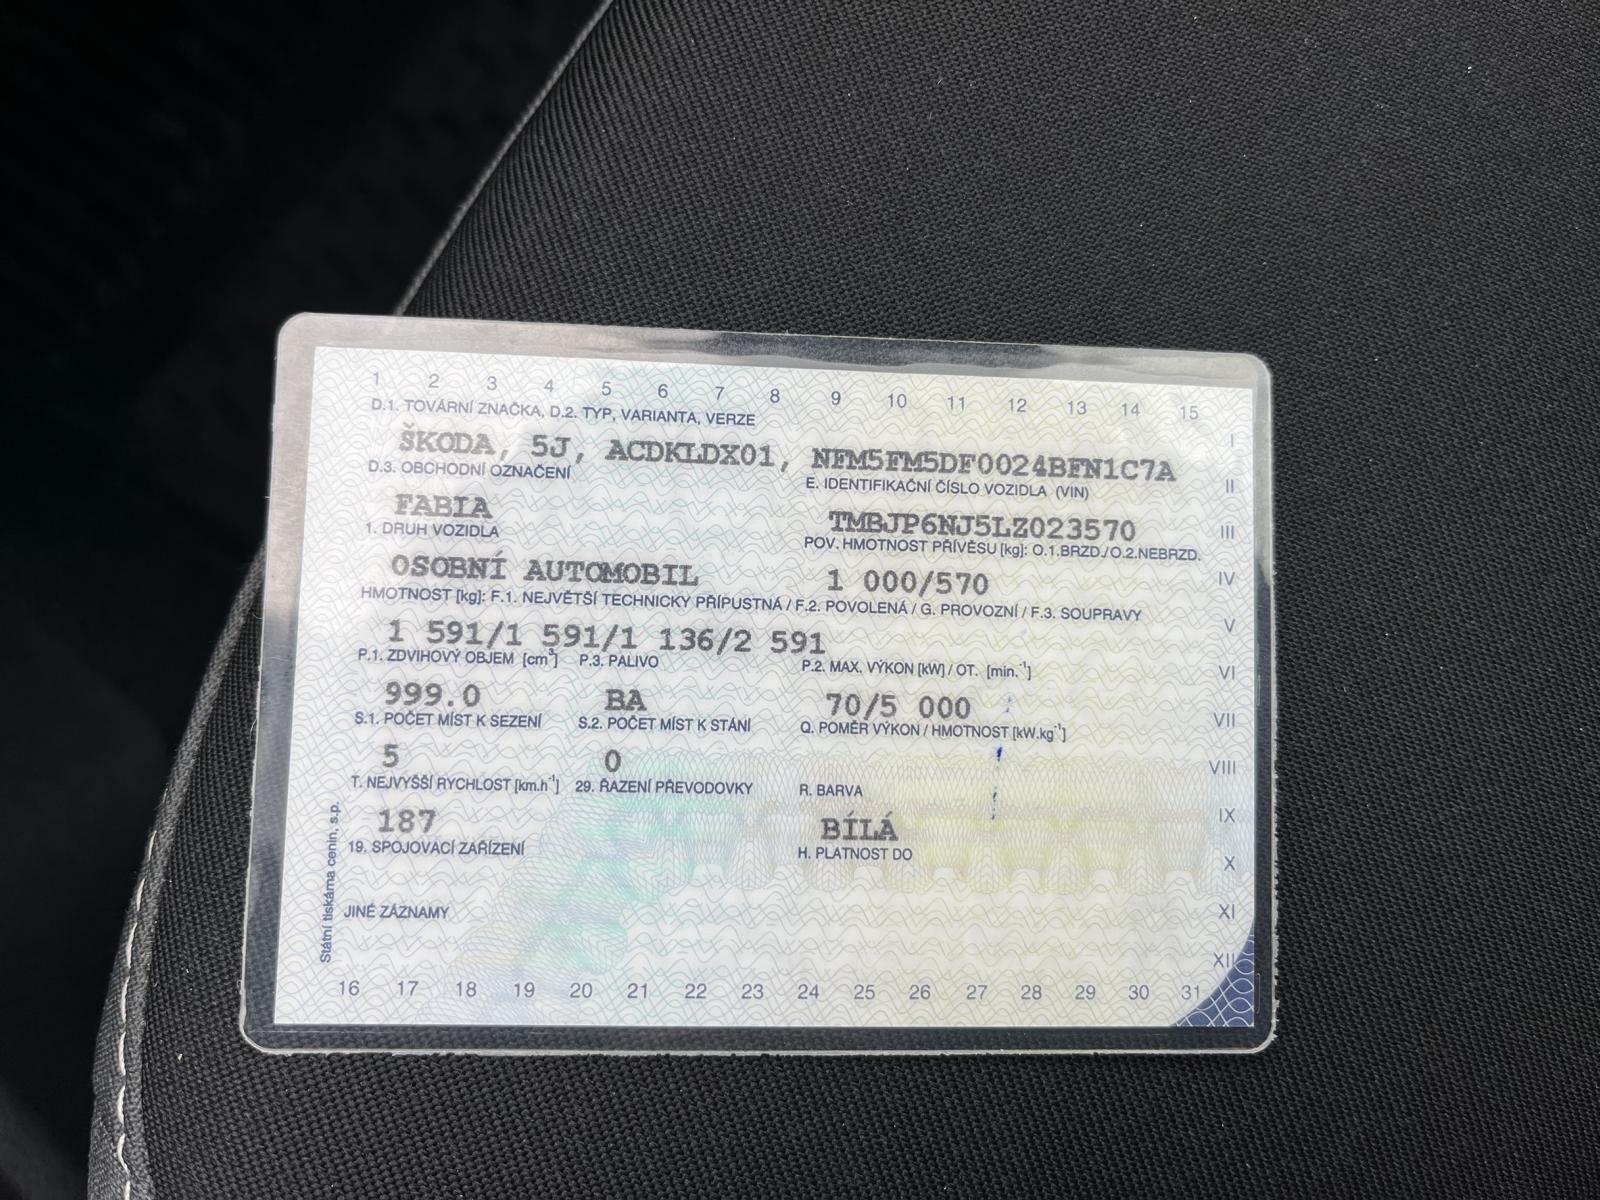 1 2 3 4 5 6 7 8 9 10 11 12 13 14 15
D.1. TOVÁRNÍ ZNAČKA, D.2. TYP, VARIANTA, VERZE
I
ŠKODA, 5J, ACDKLDX01, NFM5FM5DF0024BFN1C7A
D.3. OBCHODNÍ OZNAČENÍ
E. IDENTIFIKAČNÍ ČÍSLO VOZIDLA (VIN)
II
FABIA
TMBJP6NJ5LZ023570
III
1. DRUH VOZIDLA
POV. HMOTNOST PŘÍVĚSU [kg]: O.1.BRZD./O.2.NEBRZD.
OSOBNÍ AUTOMOBIL
1 000/570
IV
HMOTNOST [kg]: F.1. NEJVĚTŠÍ TECHNICKY PŘÍPUSTNÁ / F.2. POVOLENÁ / G. PROVOZNÍ / F.3. SOUPRAVY
V
1 591/1 591/1 136/2 591
P.1. ZDVIHOVÝ OBJEM [cm³] P.3. PALIVO
P.2. MAX. VÝKON [kW] / OT. [min.⁻¹]
VI
999.0
BA
70/5 000
VII
S.1. POČET MÍST K SEZENÍ
S.2. POČET MÍST K STÁNÍ
Q. POMĚR VÝKON / HMOTNOST [kW.kg⁻¹]
5
0
VIII
T. NEJVYŠŠÍ RYCHLOST [km.h⁻¹]
29. ŘAZENÍ PŘEVODOVKY
R. BARVA
187
BÍLÁ
IX
19. SPOJOVACÍ ZAŘÍZENÍ
H. PLATNOST DO
X
JINÉ ZÁZNAMY
XI
XII
Státní tiskárna cenin, s.p.
16 17 18 19 20 21 22 23 24 25 26 27 28 29 30 31